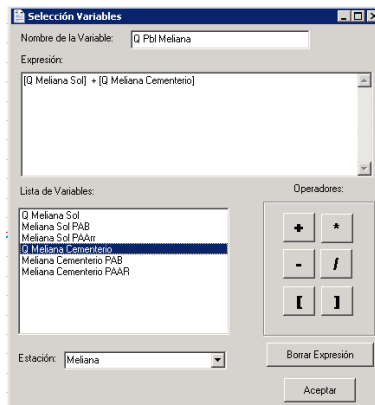 Selección Variables
Nombre de la Variable: Q Pbl Meliana
Expresión:
[Q Meliana Sol] + [Q Meliana Cementerio]
Lista de Variables:
Operadores:
Q Meliana Sol
Meliana Sol PAB
Meliana Sol PAArr
Q Meliana Cementerio
Meliana Cementerio PAB
Meliana Cementerio PAAR
+ *
- /
[ ]
Estación: Meliana
Borrar Expresión
Aceptar